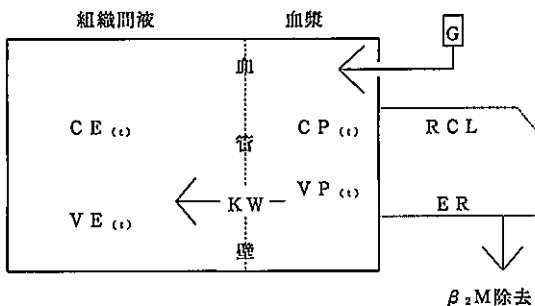 組織間液 血漿
G
血
CE(t) 管 CP(t) RCL
VE(t) KW VP(t) ER
壁
β2M除去